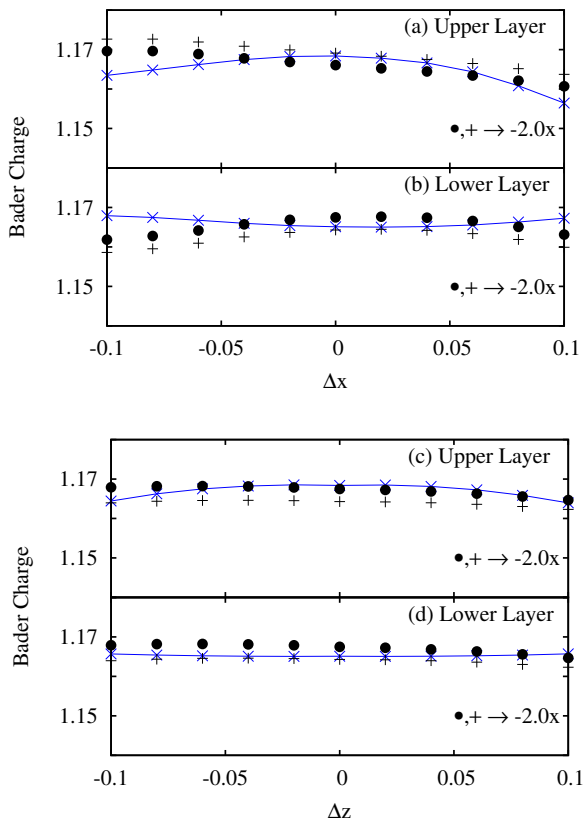 (a) Upper Layer
1.17
1.15
●,+ → -2.0x
(b) Lower Layer
1.17
1.15
●,+ → -2.0x
Bader Charge
-0.1 -0.05 0 0.05 0.1
Δx
(c) Upper Layer
1.17
1.15
●,+ → -2.0x
(d) Lower Layer
1.17
1.15
●,+ → -2.0x
Bader Charge
-0.1 -0.05 0 0.05 0.1
Δz